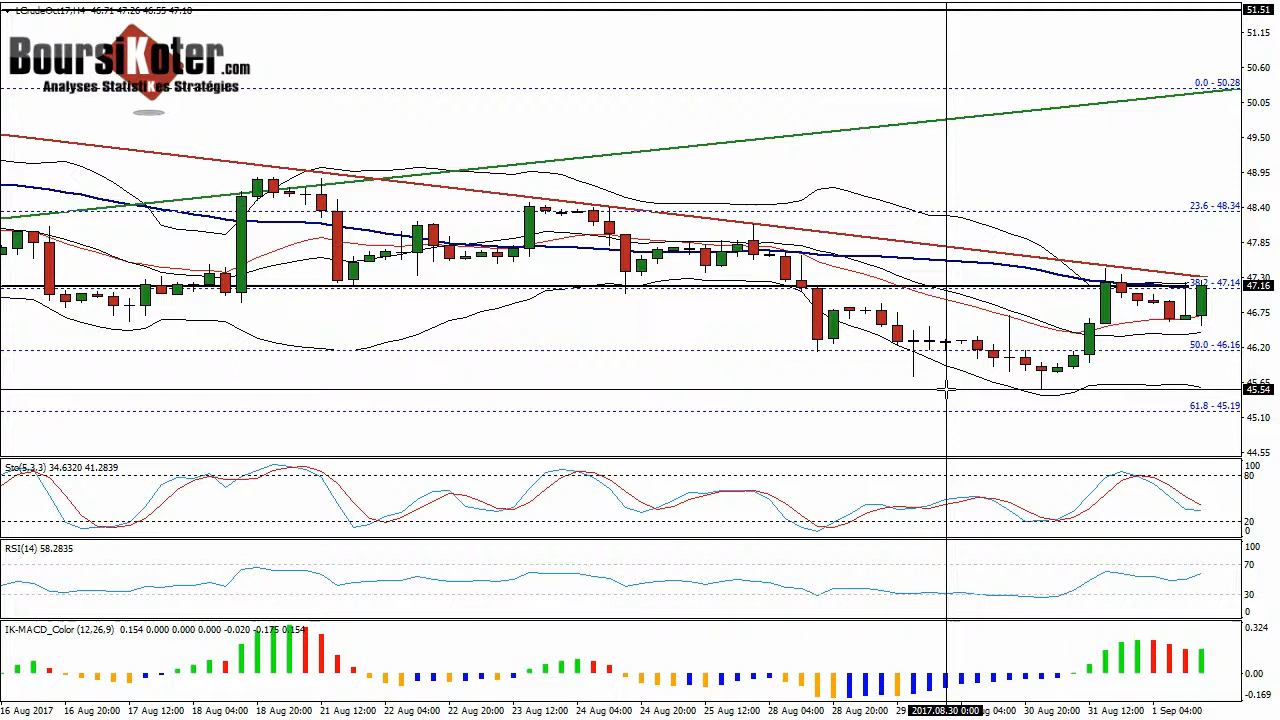 LCrudeOct17,H4 46.71 47.26 46.55 47.18
BoursiKoter.com
Analyses StatistiKes Stratégies
51.51
51.15
50.60
0.0 - 50.28
50.05
49.50
48.95
23.6 - 48.34
48.40
47.85
47.30
38.2 - 47.14
47.16
46.75
50.0 - 46.16
46.20
45.65
45.54
61.8 - 45.19
45.10
44.55
Sto(5,3,3) 34.6320 41.2839
100
80
20
0
RSI(14) 58.2835
100
70
30
0
IK-MACD_Color (12,26,9) 0.154 0.000 0.000 0.000 -0.020 -0.175 0.154
0.324
0.00
-0.169
16 Aug 2017 16 Aug 20:00 17 Aug 12:00 18 Aug 04:00 18 Aug 20:00 21 Aug 12:00 22 Aug 04:00 22 Aug 20:00 23 Aug 12:00 24 Aug 04:00 24 Aug 20:00 25 Aug 12:00 28 Aug 04:00 28 Aug 20:00 29 2017.08.30 0:00 g 04:00 30 Aug 20:00 31 Aug 12:00 1 Sep 04:00